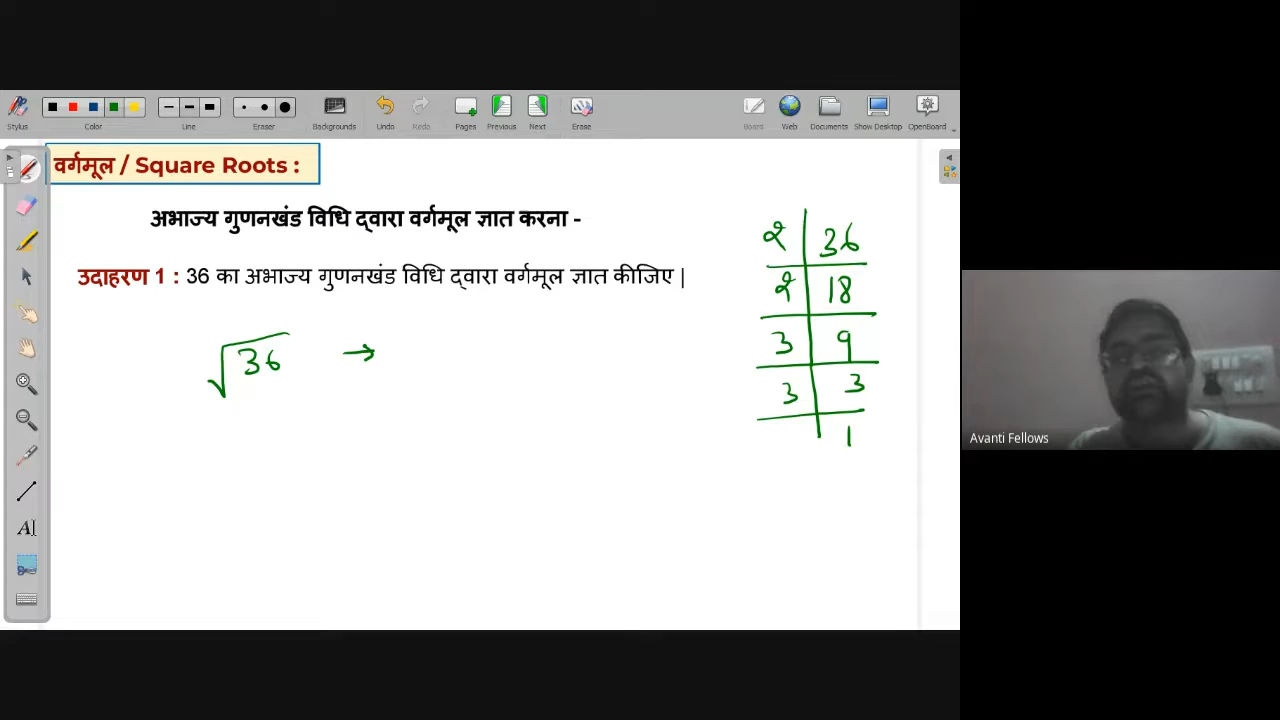 Stylus Color Line Eraser Backgrounds Undo Redo Pages Previous Next Erase Board Web Documents Show Desktop OpenBoard
वर्गमूल / Square Roots :
अभाज्य गुणनखंड विधि द्वारा वर्गमूल ज्ञात करना -
उदाहरण 1 : 36 का अभाज्य गुणनखंड विधि द्वारा वर्गमूल ज्ञात कीजिए |
√36 →
2 | 36
2 | 18
3 | 9
3 | 3
| 1
Avanti Fellows